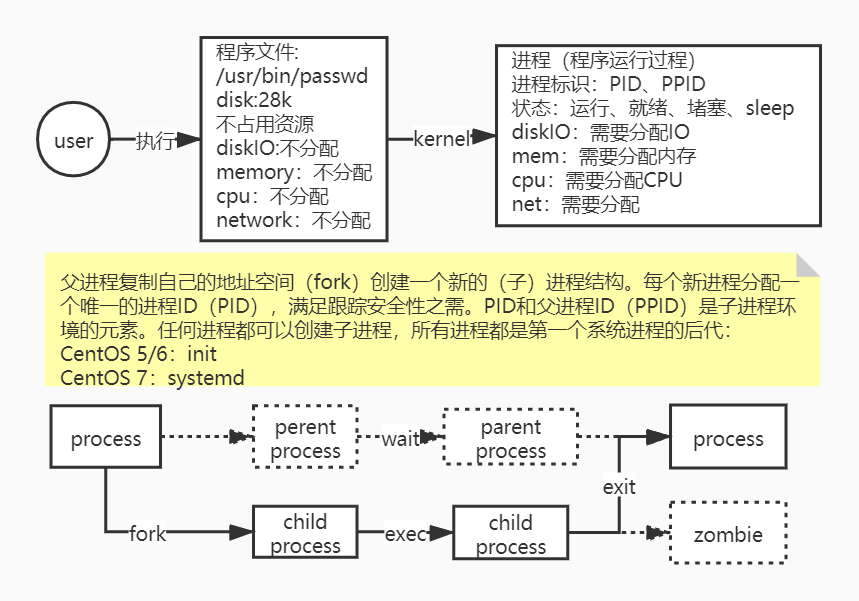 user
执行
程序文件:
/usr/bin/passwd
disk:28k
不占用资源
diskIO:不分配
memory：不分配
cpu：不分配
network：不分配
kernel
进程（程序运行过程）
进程标识：PID、PPID
状态：运行、就绪、堵塞、sleep
diskIO：需要分配IO
mem：需要分配内存
cpu：需要分配CPU
net：需要分配
父进程复制自己的地址空间（fork）创建一个新的（子）进程结构。每个新进程分配一
个唯一的进程ID（PID），满足跟踪安全性之需。PID和父进程ID（PPID）是子进程环
境的元素。任何进程都可以创建子进程，所有进程都是第一个系统进程的后代：
CentOS 5/6：init
CentOS 7：systemd
process
perent
process
wait
parent
process
process
fork
child
process
exec
child
process
exit
zombie